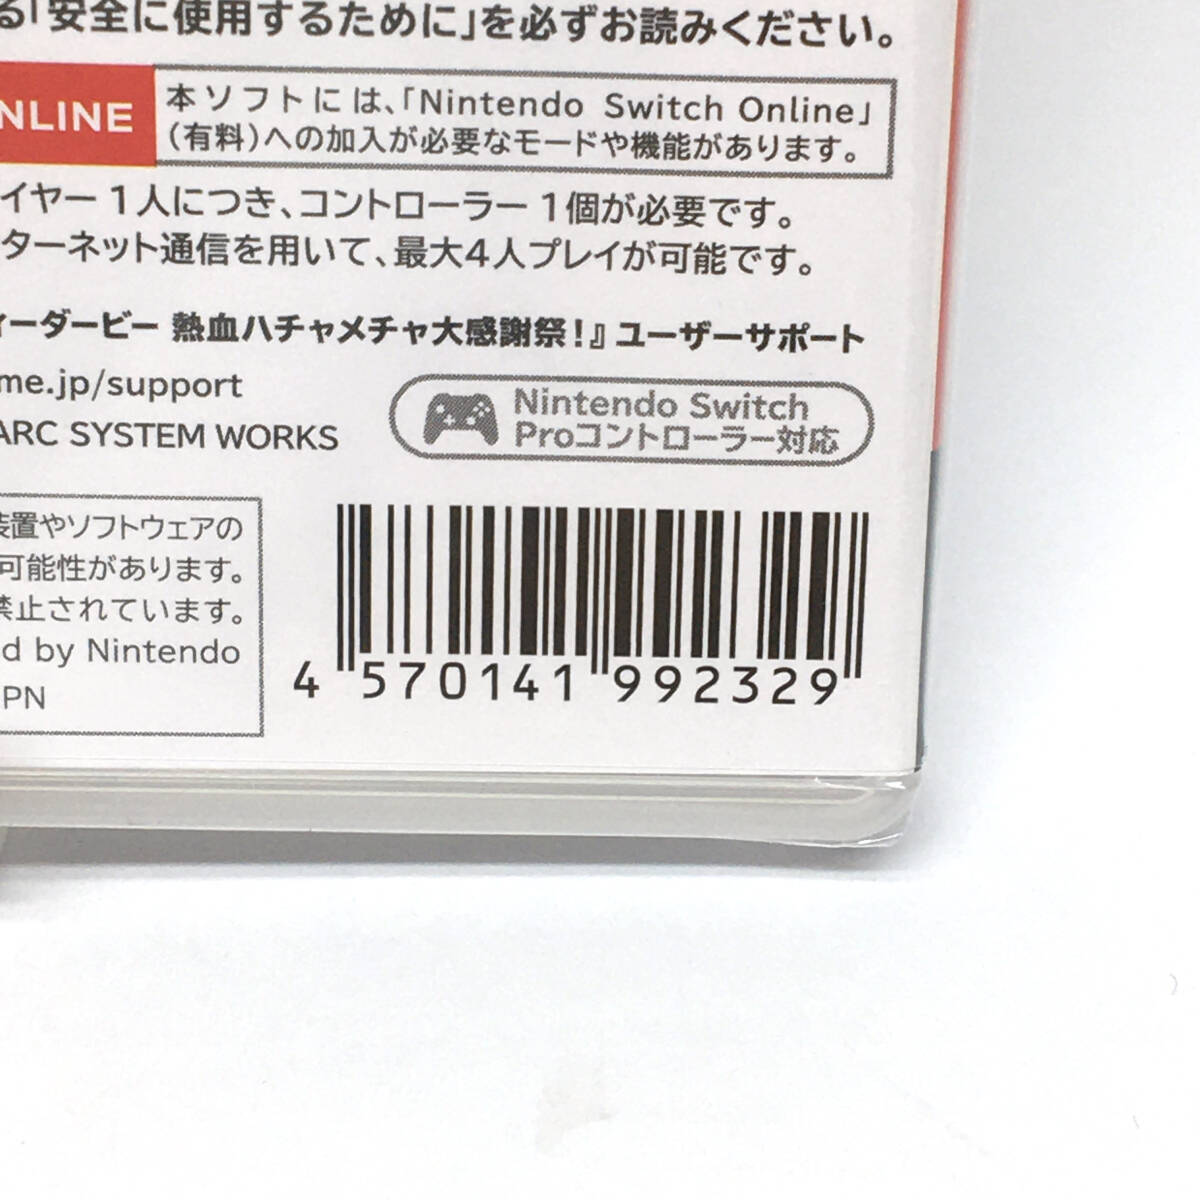 る「安全に使用するために」を必ずお読みください。
NLINE
本ソフトには、「Nintendo Switch Online」
(有料)への加入が必要なモードや機能があります。
イヤー1人につき、コントローラー1個が必要です。
ターネット通信を用いて、最大4人プレイが可能です。
ィーダービー 熱血ハチャメチャ大感謝祭!』ユーザーサポート
me.jp/support
ARC SYSTEM WORKS
Nintendo Switch
Proコントローラー対応
装置やソフトウェアの
可能性があります。
禁止されています。
d by Nintendo
PN
4 570141 992329